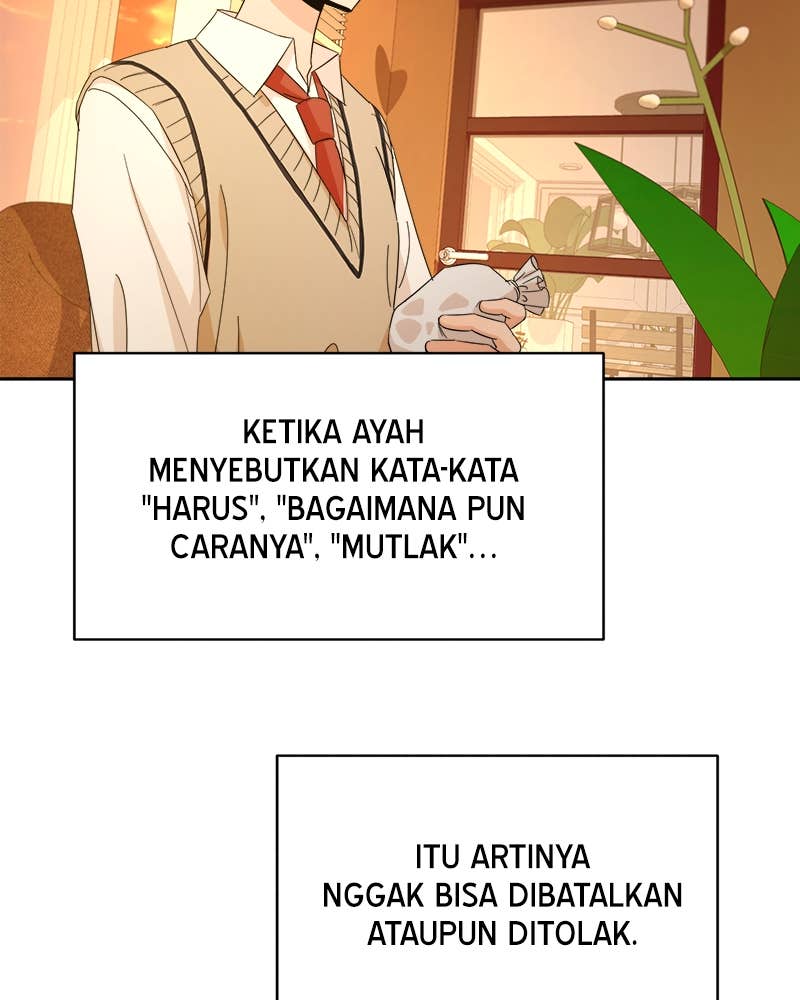 KETIKA AYAH
MENYEBUTKAN KATA-KATA
"HARUS", "BAGAIMANA PUN
CARANYA", "MUTLAK"...
ITU ARTINYA
NGGAK BISA DIBATALKAN
ATAUPUN DITOLAK.